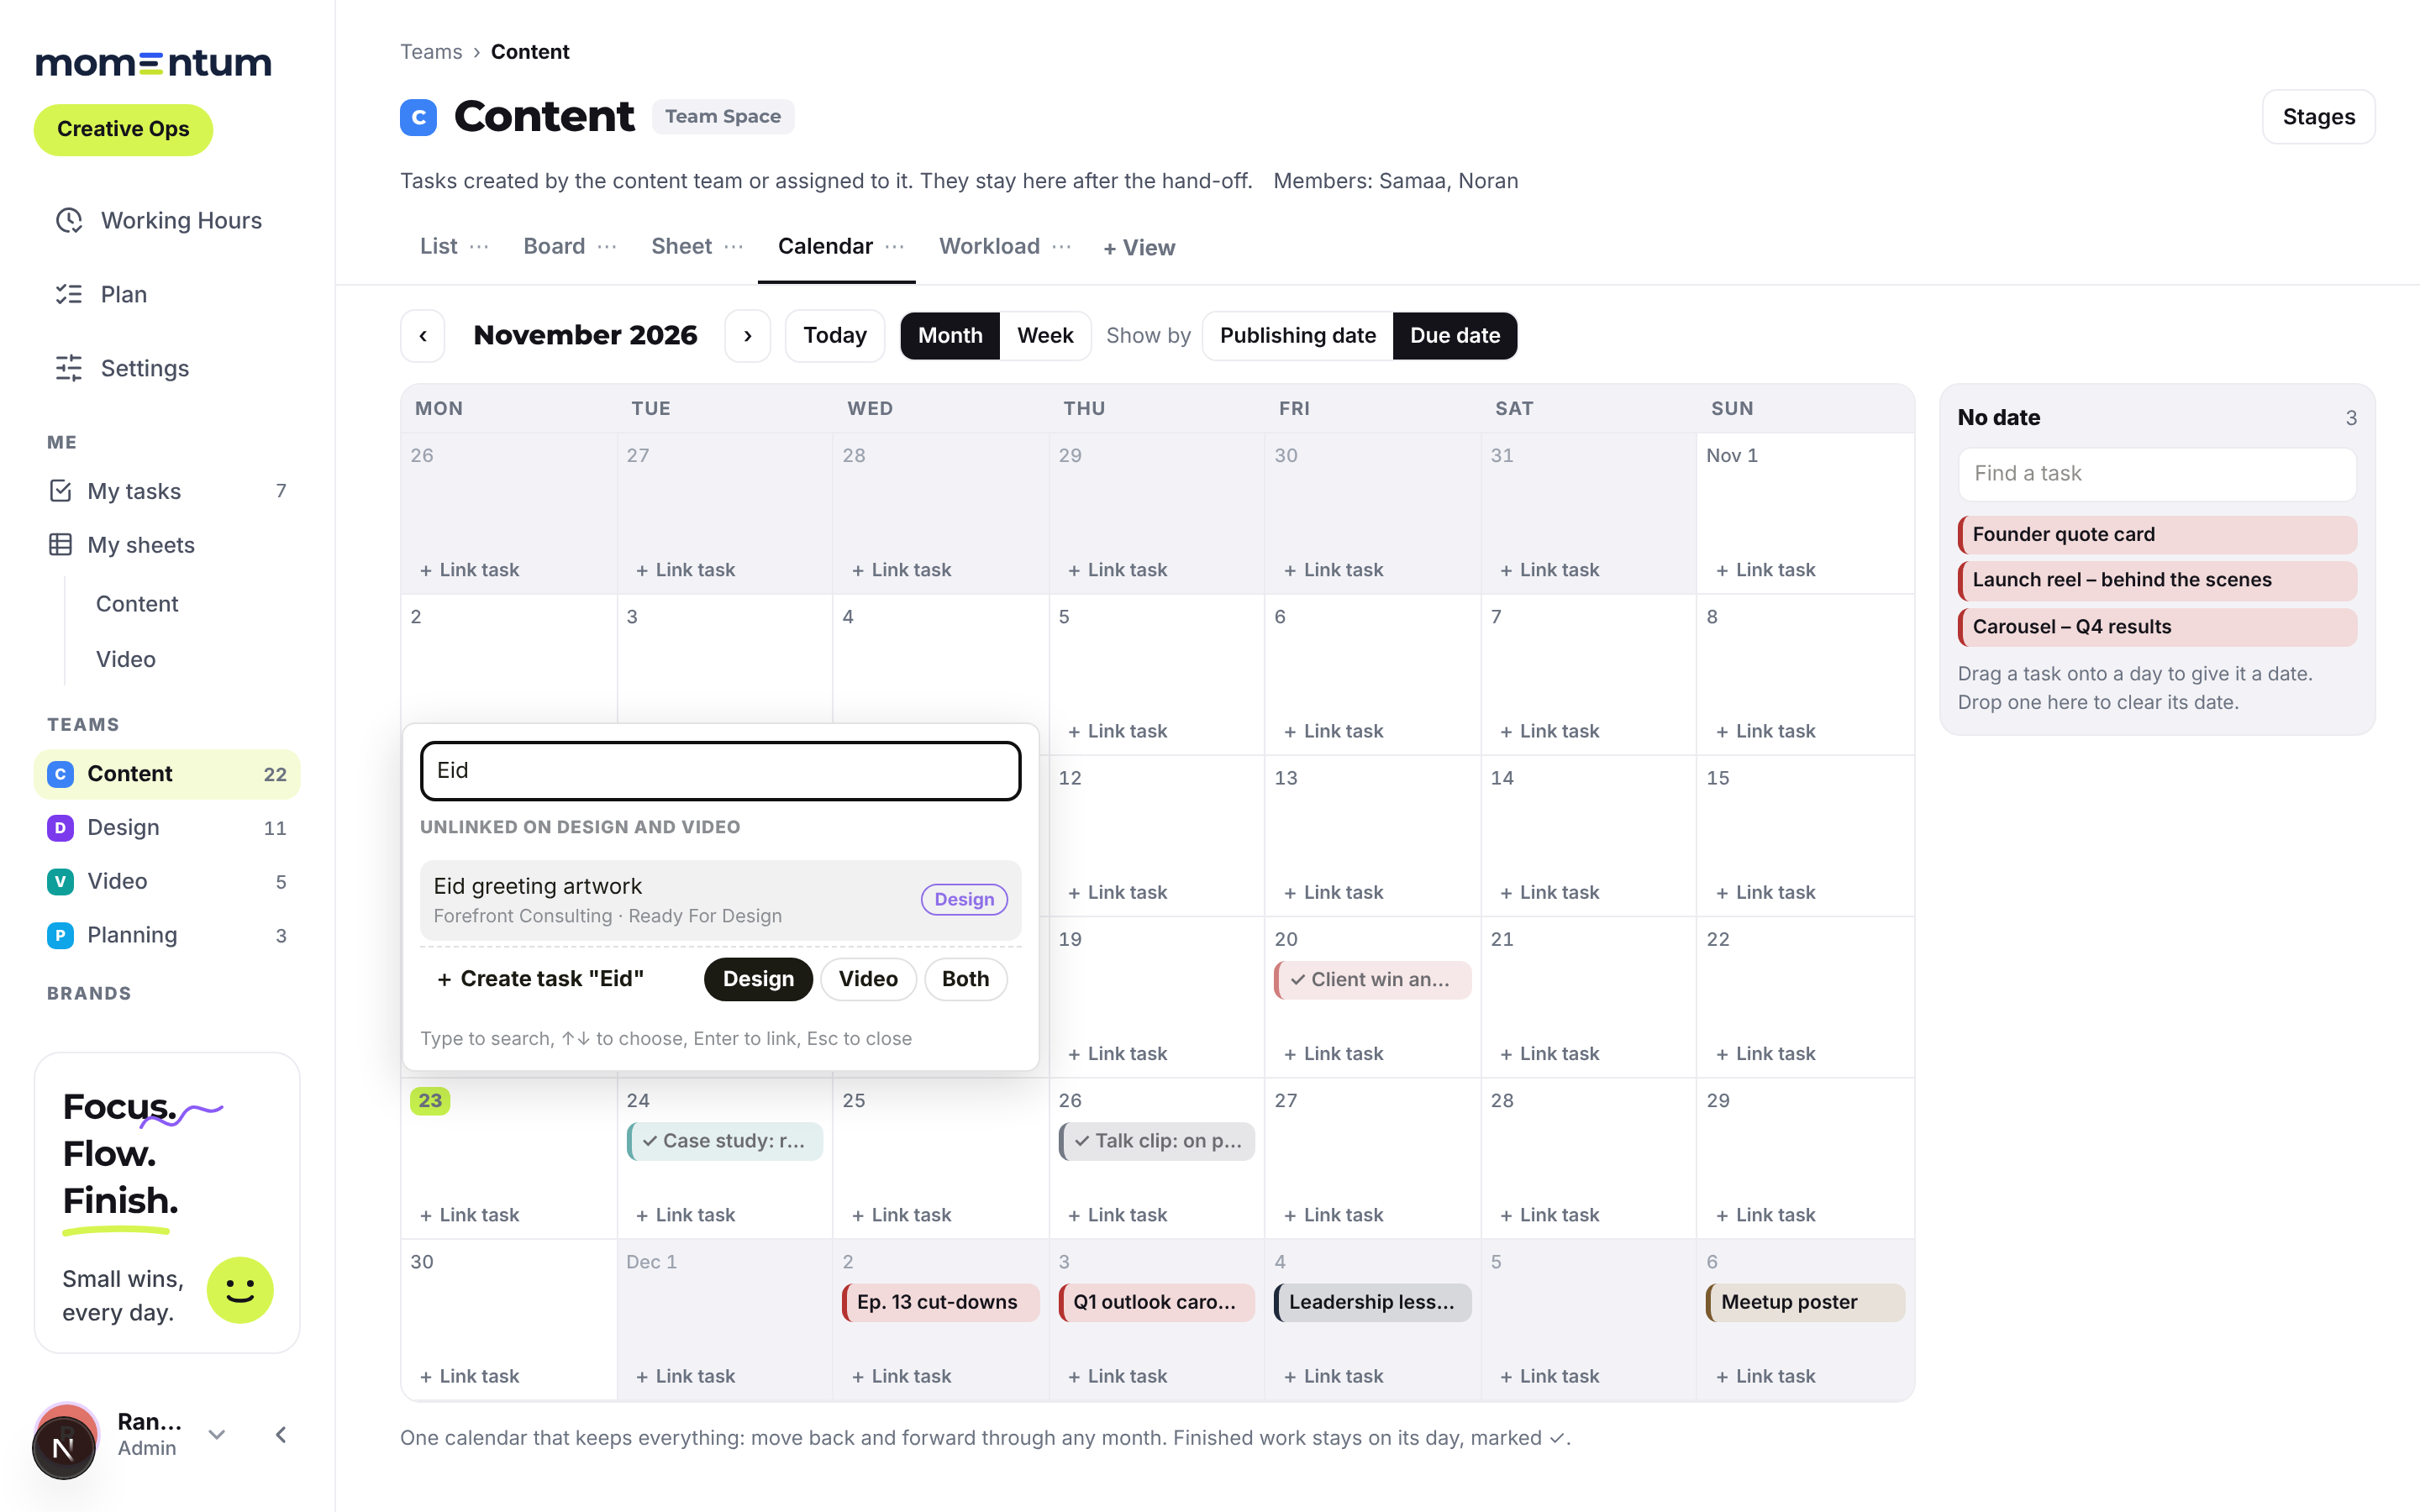 momentum
Creative Ops
Working Hours
Plan
Settings
ME
My tasks 7
My sheets
Content
Video
TEAMS
C Content 22
D Design 11
V Video 5
P Planning 3
BRANDS
Focus.
Flow.
Finish.
Small wins,
every day.
N Ran...
Admin
Teams › Content
C Content Team Space
Stages
Tasks created by the content team or assigned to it. They stay here after the hand-off. Members: Samaa, Noran
List ··· Board ··· Sheet ··· Calendar ··· Workload ··· + View
‹ November 2026 › Today Month Week Show by Publishing date Due date
MON TUE WED THU FRI SAT SUN
26 27 28 29 30 31 Nov 1
+ Link task + Link task + Link task + Link task + Link task + Link task + Link task
2 3 4 5 6 7 8
+ Link task + Link task + Link task + Link task
12 13 14 15
+ Link task + Link task + Link task + Link task
19 20 21 22
✓ Client win an...
+ Link task + Link task + Link task + Link task
Eid
UNLINKED ON DESIGN AND VIDEO
Eid greeting artwork
Forefront Consulting · Ready For Design
Design
+ Create task "Eid" Design Video Both
Type to search, ↑↓ to choose, Enter to link, Esc to close
23 24 25 26 27 28 29
✓ Case study: r... ✓ Talk clip: on p...
+ Link task + Link task + Link task + Link task + Link task + Link task + Link task
30 Dec 1 2 3 4 5 6
Ep. 13 cut-downs Q1 outlook caro... Leadership less... Meetup poster
+ Link task + Link task + Link task + Link task + Link task + Link task + Link task
One calendar that keeps everything: move back and forward through any month. Finished work stays on its day, marked ✓.
No date 3
Find a task
Founder quote card
Launch reel – behind the scenes
Carousel – Q4 results
Drag a task onto a day to give it a date.
Drop one here to clear its date.